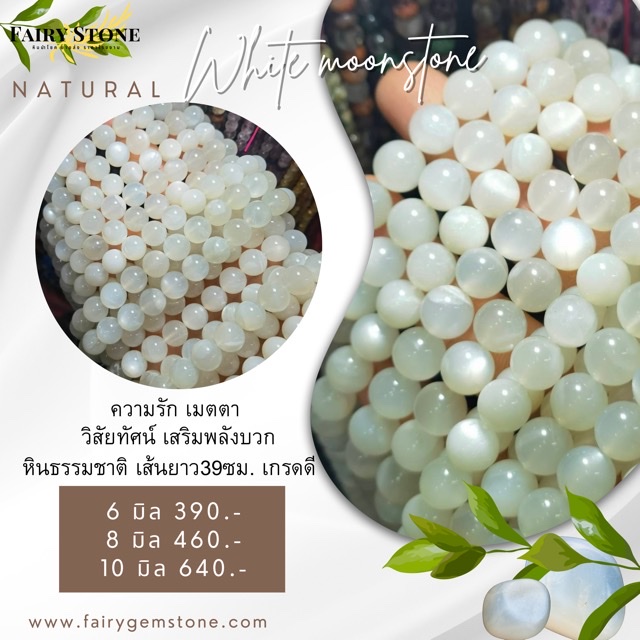 FAIRY STONE
NATURAL White moonstone
ความรัก เมตตา
วิสัยทัศน์ เสริมพลังบวก
หินธรรมชาติ เส้นยาว39ซม. เกรดดี
6 มิล 390.-
8 มิล 460.-
10 มิล 640.-
www.fairygemstone.com